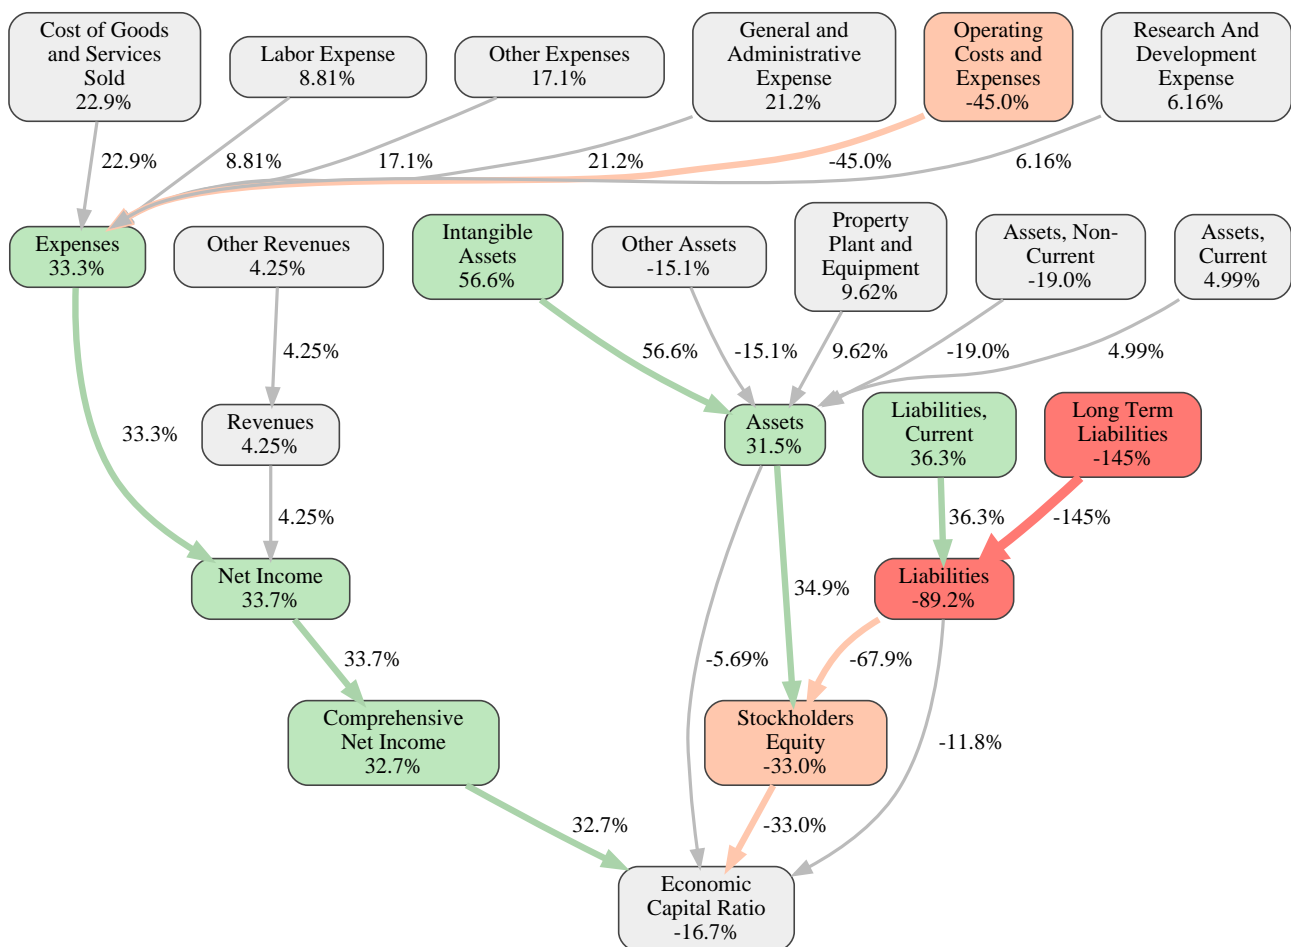 Cost of Goods
and Services
Sold
22.9%
Labor Expense
8.81%
Other Expenses
17.1%
General and
Administrative
Expense
21.2%
Operating
Costs and
Expenses
-45.0%
Research And
Development
Expense
6.16%
22.9%
8.81%
17.1%
21.2%
-45.0%
6.16%
Expenses
33.3%
Other Revenues
4.25%
Intangible
Assets
56.6%
Other Assets
-15.1%
Property
Plant and
Equipment
9.62%
Assets, Non-
Current
-19.0%
Assets,
Current
4.99%
4.25%
56.6%
-15.1%
9.62%
-19.0%
4.99%
33.3%
Revenues
4.25%
Assets
31.5%
Liabilities,
Current
36.3%
Long Term
Liabilities
-145%
4.25%
36.3%
-145%
Net Income
33.7%
34.9%
Liabilities
-89.2%
33.7%
-5.69%
-67.9%
Comprehensive
Net Income
32.7%
Stockholders
Equity
-33.0%
-11.8%
32.7%
-33.0%
Economic
Capital Ratio
-16.7%